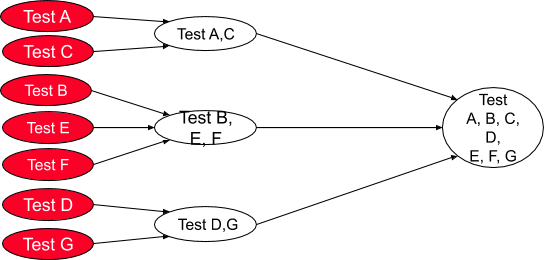 Test A
Test C
Test A,C
Test B
Test E
Test F
Test B,
E, F
Test D
Test G
Test D,G
Test
A, B, C,
D,
E, F, G